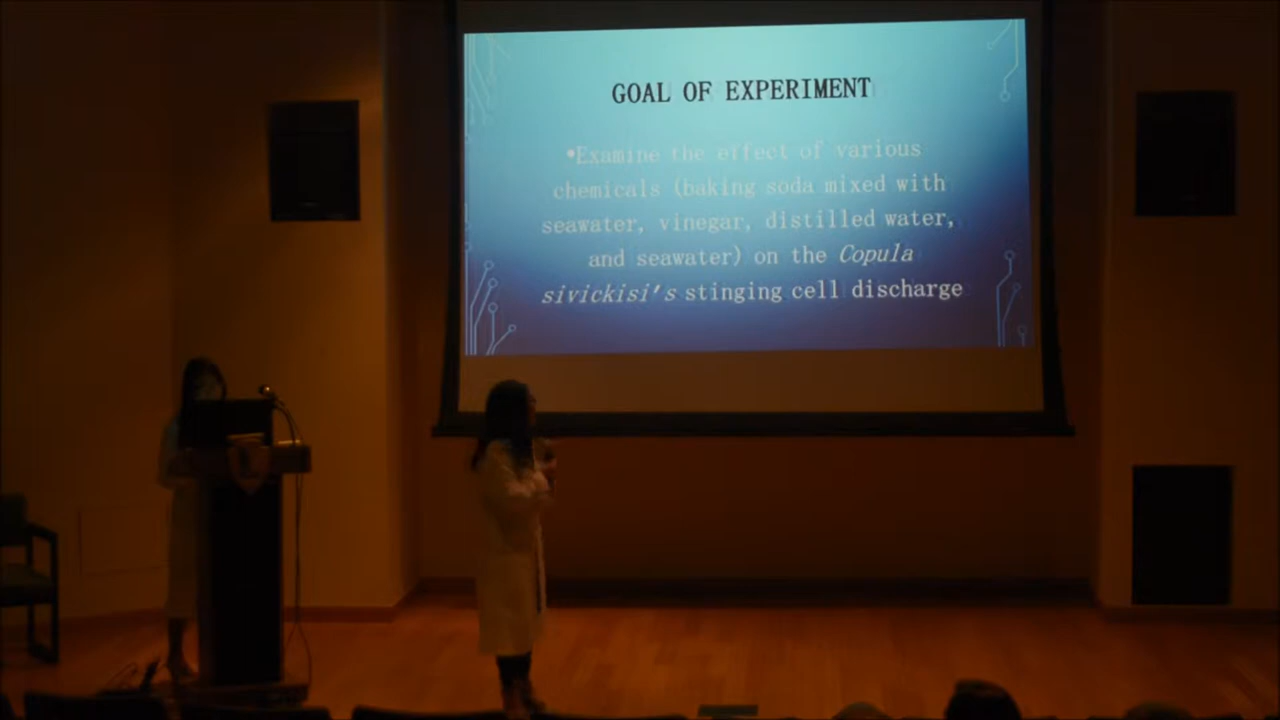 GOAL OF EXPERIMENT
•Examine the effect of various
chemicals (baking soda mixed with
seawater, vinegar, distilled water,
and seawater) on the Copula
sivickisi's stinging cell discharge